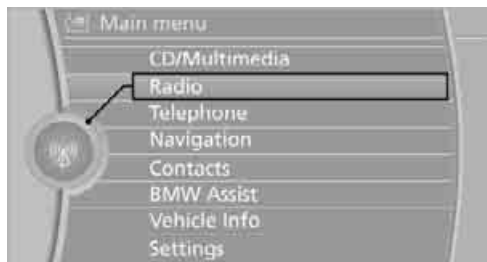 Main menu
CD/Multimedia
Radio
Telephone
Navigation
Contacts
BMW Assist
Vehicle Info
Settings